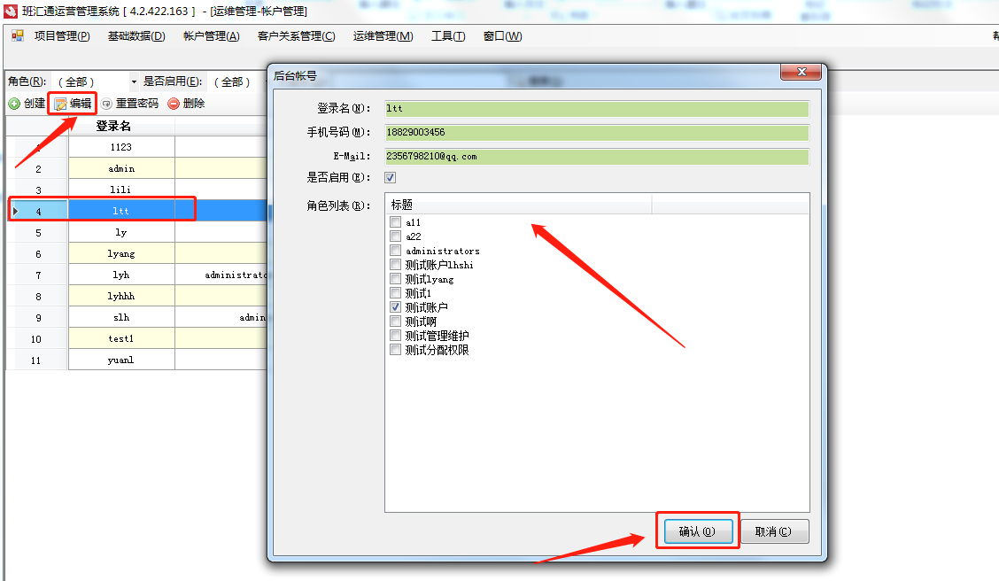 班汇通运营管理系统 [ 4.2.422.163 ] - [运维管理-帐户管理]
项目管理(P) 基础数据(D) 帐户管理(A) 客户关系管理(C) 运维管理(M) 工具(T) 窗口(W)
角色(R): （全部） 是否启用(E): （全部）
创建 编辑 重置密码 删除
登录名
1 1123
2 admin
3 lili
4 ltt
5 ly
6 lyang
7 lyh administrato
8 lyhhh
9 slh admin
10 test1
11 yuanl
后台帐号
登录名(N): ltt
手机号码(M): 18829003456
E-Mail: 2356798210@qq.com
是否启用(E):
角色列表(R): 标题
a11
a22
administrators
测试账户lhshi
测试lyang
测试1
测试账户
测试啊
测试管理维护
测试分配权限
确认(O) 取消(C)